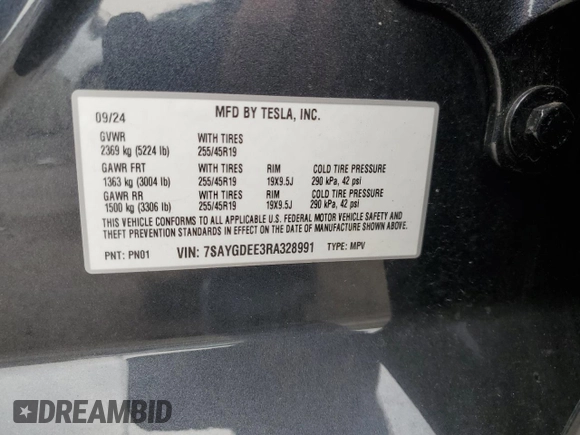 09/24 MFD BY TESLA, INC.
GVWR WITH TIRES
2369 kg (5224 lb) 255/45R19
GAWR FRT WITH TIRES RIM COLD TIRE PRESSURE
1363 kg (3004 lb) 255/45R19 19X9.5J 290 kPa, 42 psi
GAWR RR WITH TIRES RIM COLD TIRE PRESSURE
1500 kg (3306 lb) 255/45R19 19X9.5J 290 kPa, 42 psi
THIS VEHICLE CONFORMS TO ALL APPLICABLE U.S. FEDERAL MOTOR VEHICLE SAFETY AND
THEFT PREVENTION STANDARDS IN EFFECT ON THE DATE OF MANUFACTURE SHOWN ABOVE.
PNT: PN01 VIN: 7SAYGDEE3RA328991 TYPE: MPV
DREAMBID